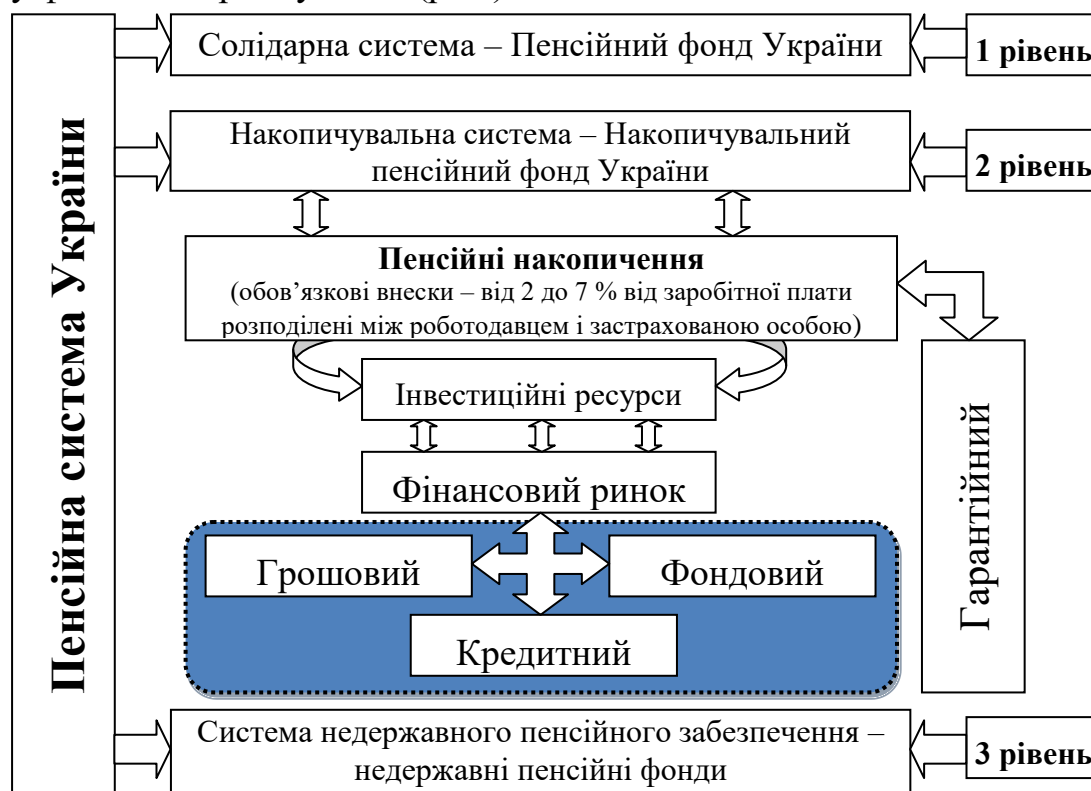 Пенсійна система України
Солідарна система – Пенсійний фонд України
1 рівень
Накопичувальна система – Накопичувальний
пенсійний фонд України
2 рівень
Пенсійні накопичення
(обов’язкові внески – від 2 до 7 % від заробітної плати
розподілені між роботодавцем і застрахованою особою)
Інвестиційні ресурси
Фінансовий ринок
Грошовий
Фондовий
Кредитний
Гарантійний
Система недержавного пенсійного забезпечення –
недержавні пенсійні фонди
3 рівень